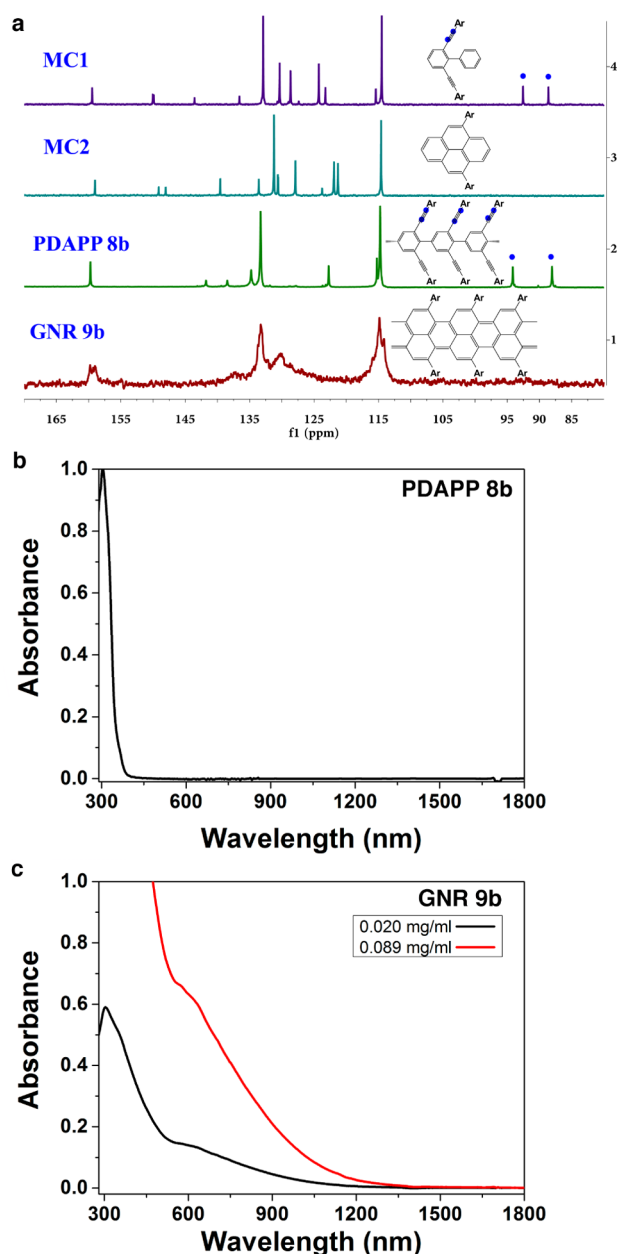 a
MC1
Ar
Ar
4
MC2
Ar
Ar
3
PDAPP 8b
Ar Ar Ar
Ar Ar Ar
2
GNR 9b
Ar Ar Ar
Ar Ar Ar
1
165 155 145 135 125 115 105 94 88 85
f1 (ppm)
b
PDAPP 8b
Absorbance
1.0
0.8
0.6
0.4
0.2
0.0
300 600 900 1200 1500 1800
Wavelength (nm)
c
GNR 9b
0.020 mg/ml
0.089 mg/ml
Absorbance
1.0
0.8
0.6
0.4
0.2
0.0
300 600 900 1200 1500 1800
Wavelength (nm)